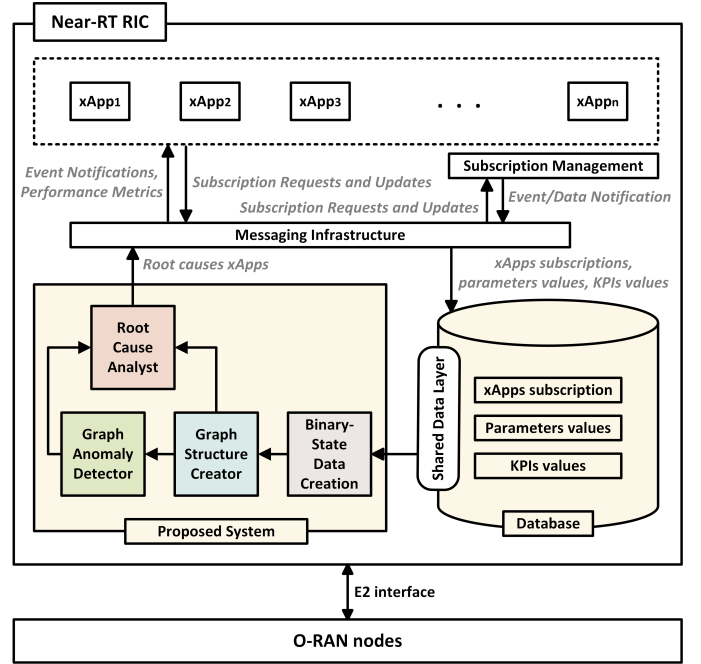 Near-RT RIC
xApp1
xApp2
xApp3
. . .
xAppn
Event Notifications,
Performance Metrics
Subscription Requests and Updates
Subscription Management
Subscription Requests and Updates
Event/Data Notification
Messaging Infrastructure
Root causes xApps
xApps subscriptions,
parameters values, KPIs values
Root
Cause
Analyst
Graph
Anomaly
Detector
Graph
Structure
Creator
Binary-
State
Data
Creation
Proposed System
Shared Data Layer
xApps subscription
Parameters values
KPIs values
Database
E2 interface
O-RAN nodes